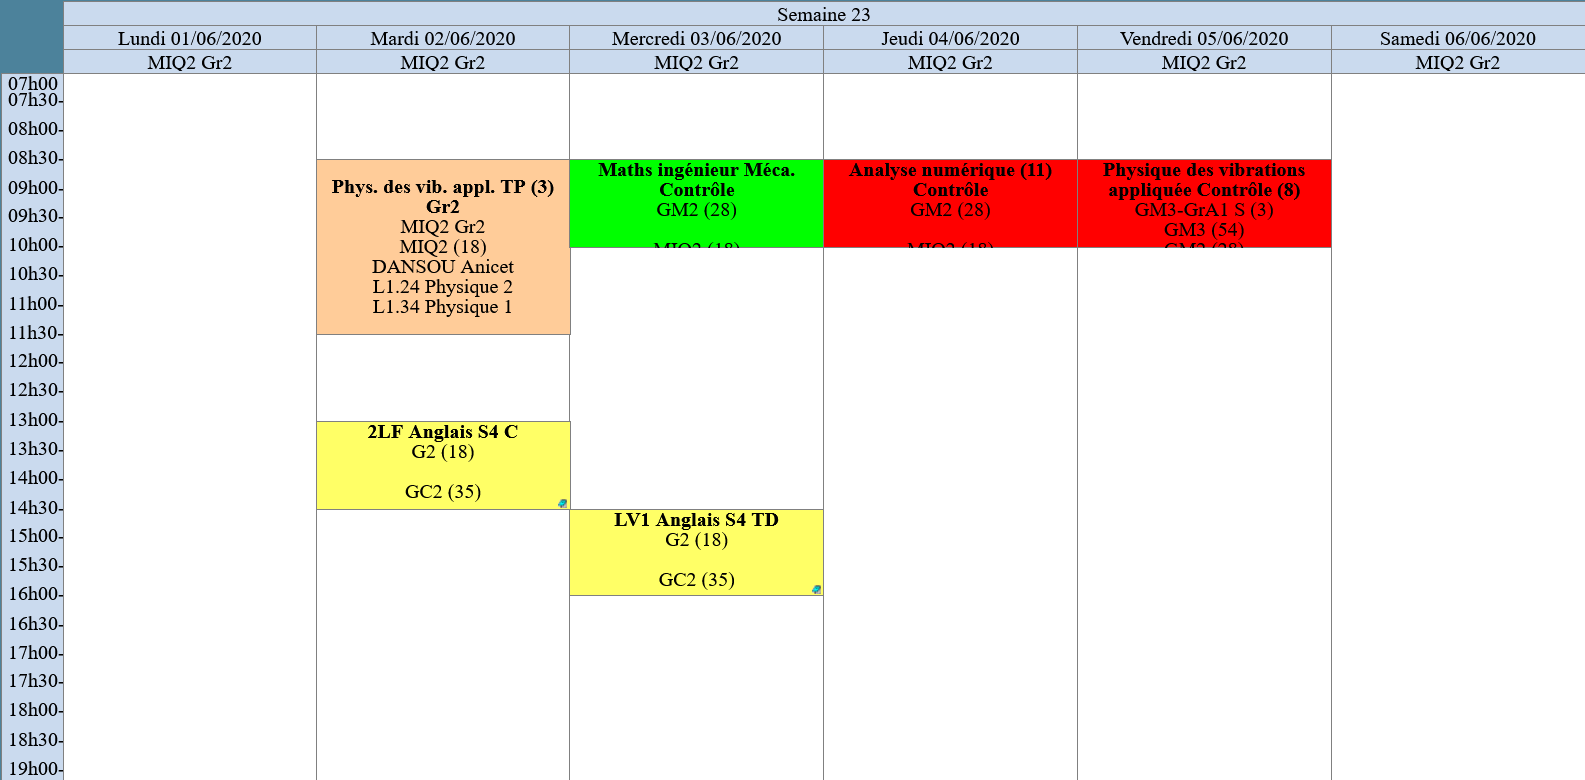 Semaine 23
Lundi 01/06/2020
Mardi 02/06/2020
Mercredi 03/06/2020
Jeudi 04/06/2020
Vendredi 05/06/2020
Samedi 06/06/2020
MIQ2 Gr2
MIQ2 Gr2
MIQ2 Gr2
MIQ2 Gr2
MIQ2 Gr2
MIQ2 Gr2
07h00
07h30
08h00
08h30
09h00
09h30
10h00
10h30
11h00
11h30
12h00
12h30
13h00
13h30
14h00
14h30
15h00
15h30
16h00
16h30
17h00
17h30
18h00
18h30
19h00
Phys. des vib. appl. TP (3)
Gr2
MIQ2 Gr2
MIQ2 (18)
DANSOU Anicet
L1.24 Physique 2
L1.34 Physique 1
2LF Anglais S4 C
G2 (18)
GC2 (35)
Maths ingénieur Méca.
Contrôle
GM2 (28)
MIQ2 (18)
LV1 Anglais S4 TD
G2 (18)
GC2 (35)
Analyse numérique (11)
Contrôle
GM2 (28)
MIQ2 (18)
Physique des vibrations
appliquée Contrôle (8)
GM3-GrA1 S (3)
GM3 (54)
GM2 (28)